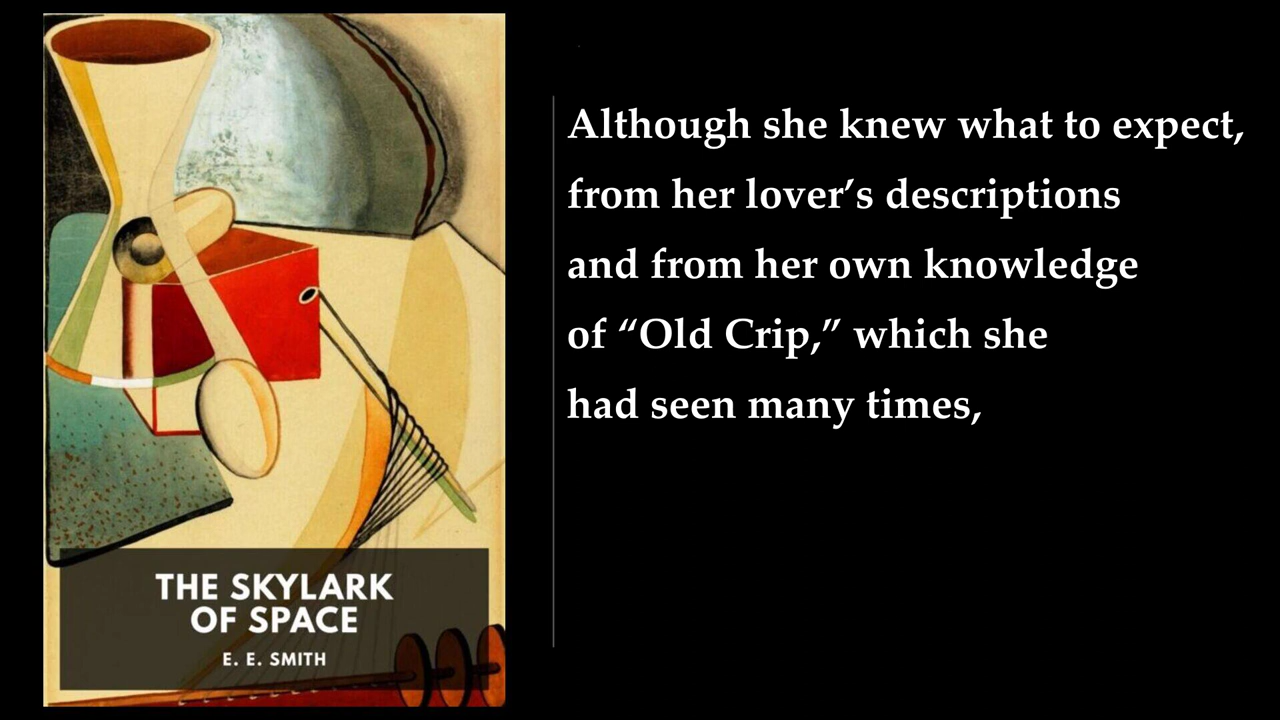 THE SKYLARK
OF SPACE
E. E. SMITH
Although she knew what to expect,
from her lover’s descriptions
and from her own knowledge
of “Old Crip,” which she
had seen many times,